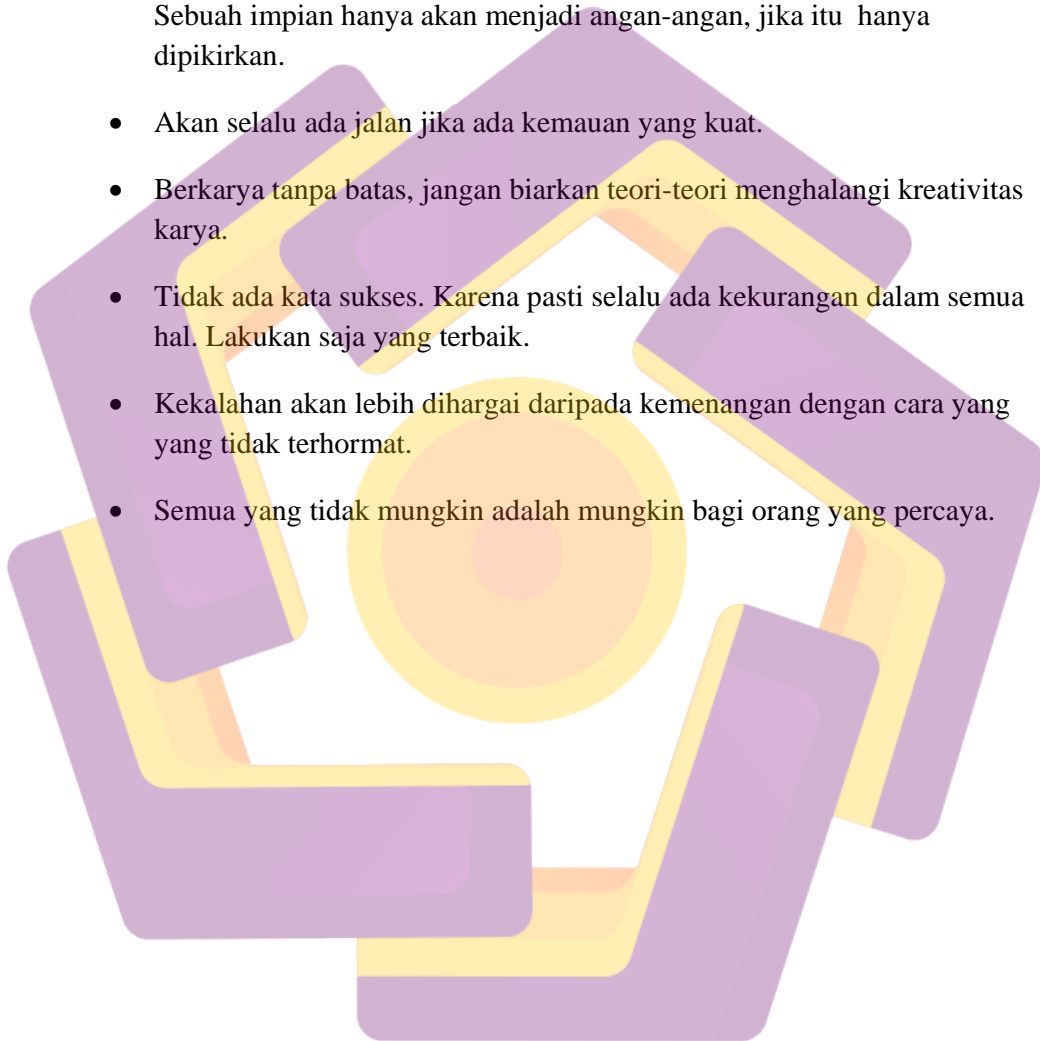 Sebuah impian hanya akan menjadi angan-angan, jika itu  hanya
dipikirkan.
• Akan selalu ada jalan jika ada kemauan yang kuat.
• Berkarya tanpa batas, jangan biarkan teori-teori menghalangi kreativitas
karya.
• Tidak ada kata sukses. Karena pasti selalu ada kekurangan dalam semua
hal. Lakukan saja yang terbaik.
• Kekalahan akan lebih dihargai daripada kemenangan dengan cara yang
yang tidak terhormat.
• Semua yang tidak mungkin adalah mungkin bagi orang yang percaya.